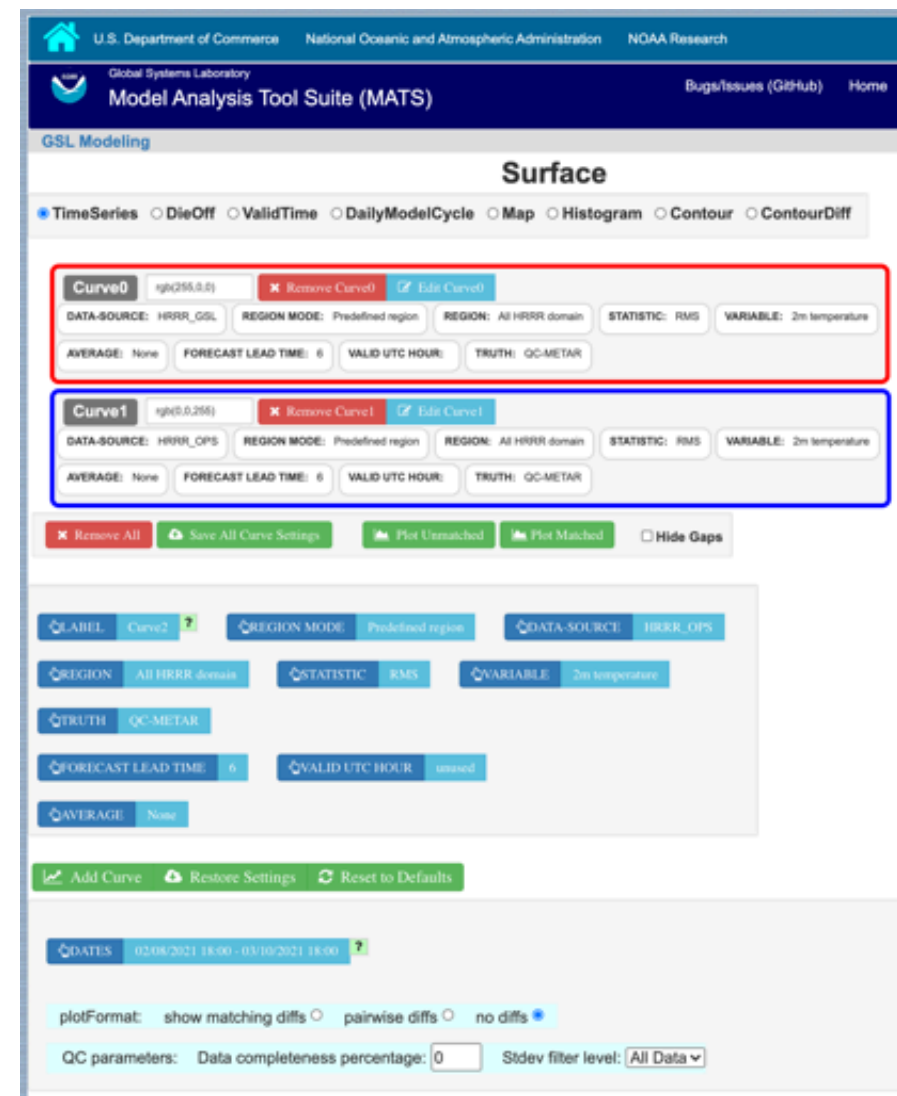 U.S. Department of Commerce National Oceanic and Atmospheric Administration NOAA Research
Global Systems Laboratory
Model Analysis Tool Suite (MATS) Bugs/Issues (GitHub) Home
GSL Modeling
Surface
TimeSeries DieOff ValidTime DailyModelCycle Map Histogram Contour ContourDiff
Curve0 rgb(255,0,0) Remove Curve0 Edit Curve0
DATA-SOURCE: HRRR_GSL REGION MODE: Predefined region REGION: All HRRR domain STATISTIC: RMS VARIABLE: 2m temperature
AVERAGE: None FORECAST LEAD TIME: 6 VALID UTC HOUR: TRUTH: QC-METAR
Curve1 rgb(0,0,255) Remove Curve1 Edit Curve1
DATA-SOURCE: HRRR_OPS REGION MODE: Predefined region REGION: All HRRR domain STATISTIC: RMS VARIABLE: 2m temperature
AVERAGE: None FORECAST LEAD TIME: 6 VALID UTC HOUR: TRUTH: QC-METAR
Remove All Save All Curve Settings Plot Unmatched Plot Matched Hide Gaps
LABEL Curve2 ? REGION MODE Predefined region DATA-SOURCE HRRR_OPS
REGION All HRRR domain STATISTIC RMS VARIABLE 2m temperature
TRUTH QC-METAR
FORECAST LEAD TIME 6 VALID UTC HOUR unused
AVERAGE None
Add Curve Restore Settings Reset to Defaults
DATES 02/08/2021 18:00 - 03/10/2021 18:00 ?
plotFormat: show matching diffs pairwise diffs no diffs
QC parameters: Data completeness percentage: 0 Stdev filter level: All Data